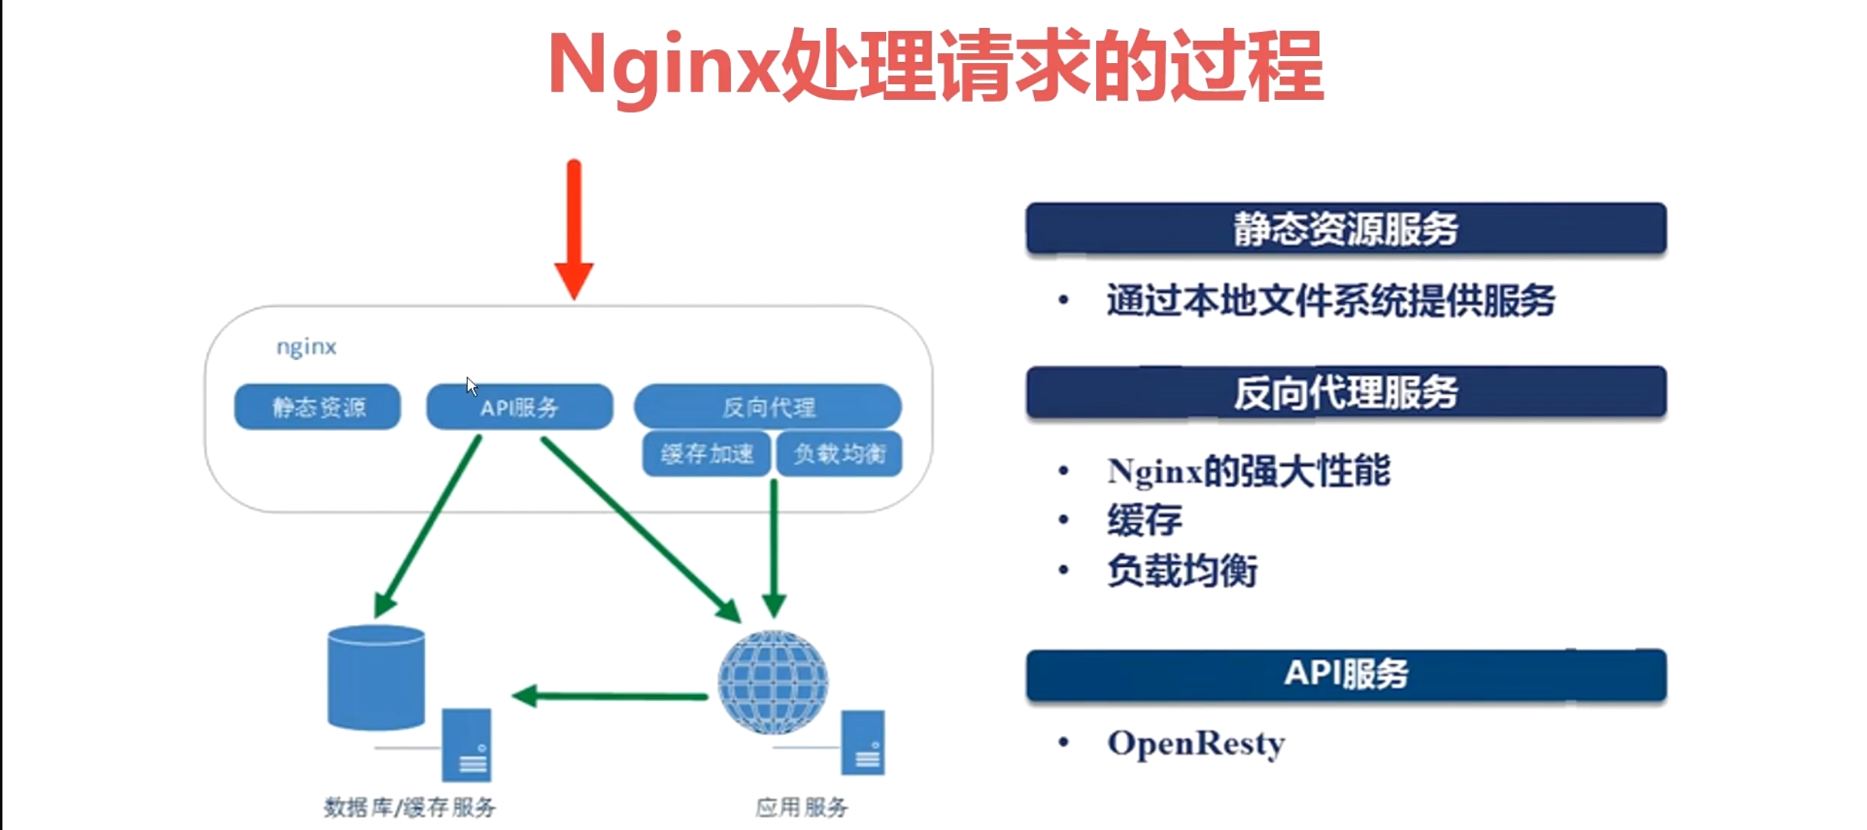 Nginx处理请求的过程
nginx
静态资源
API服务
反向代理
缓存加速
负载均衡
数据库/缓存服务
应用服务
静态资源服务
• 通过本地文件系统提供服务
反向代理服务
• Nginx的强大性能
• 缓存
• 负载均衡
API服务
• OpenResty